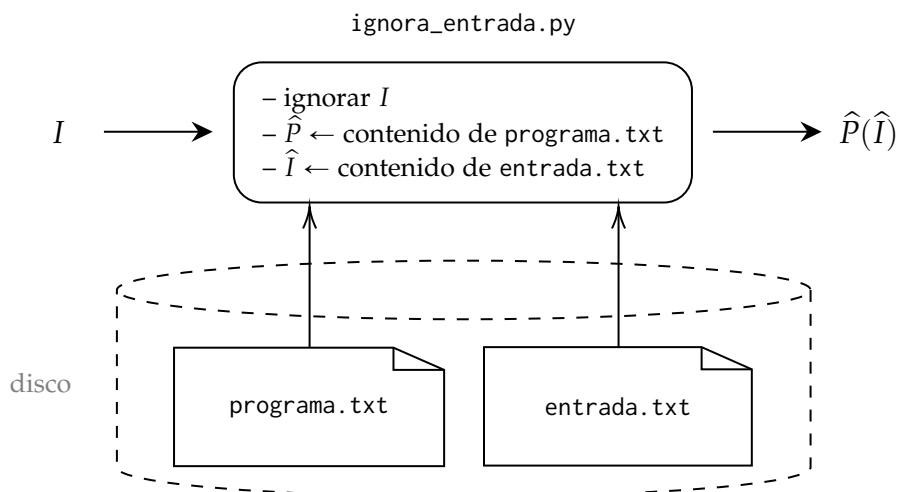 ignora_entrada.py
– ignorar I
I
– P̂ ← contenido de programa.txt
P̂(Î)
– Î ← contenido de entrada.txt
disco
programa.txt
entrada.txt